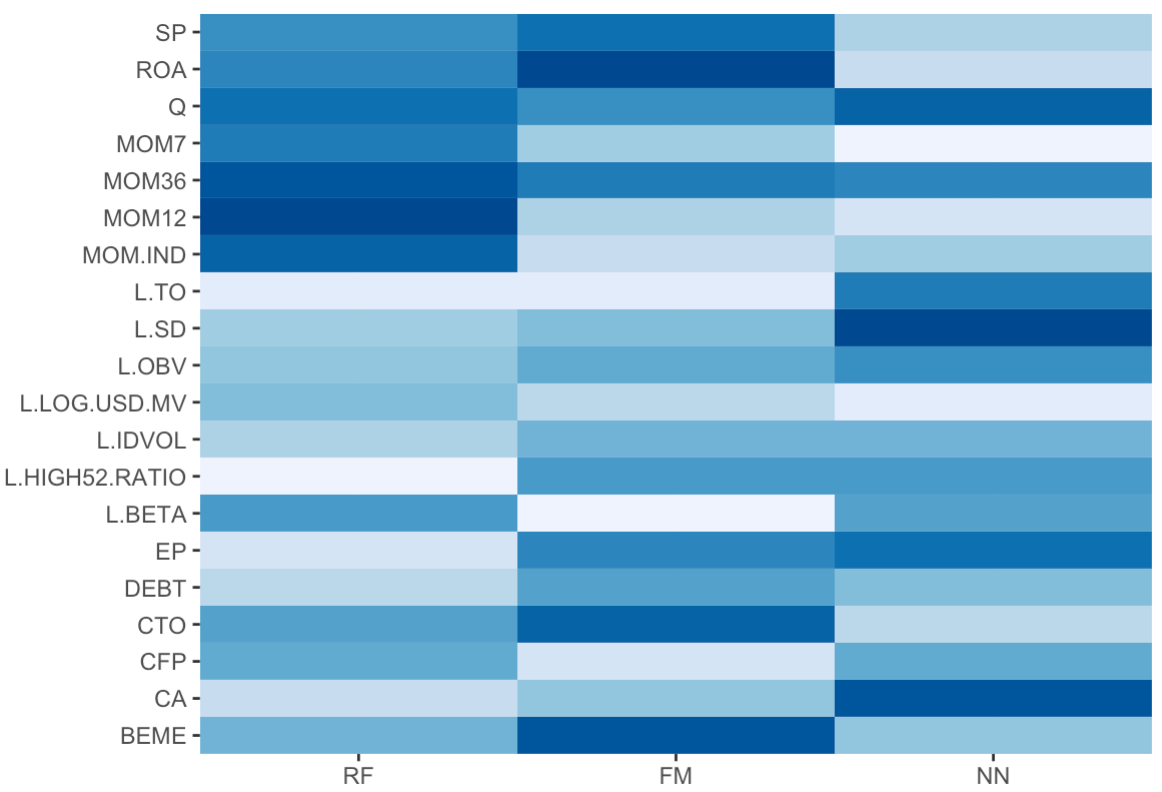 SP
ROA
Q
MOM7
MOM36
MOM12
MOM.IND
L.TO
L.SD
L.OBV
L.LOG.USD.MV
L.IDVOL
L.HIGH52.RATIO
L.BETA
EP
DEBT
CTO
CFP
CA
BEME
RF FM NN